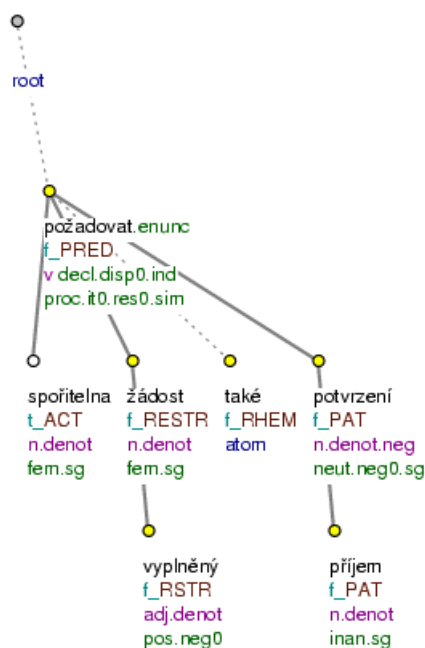 root
požadovat.enunc
f_PRED
v decl.disp0.ind
proc.it0.res0.sim
spořitelna žádost také potvrzení
t_ACT f_RESTR f_RHEM f_PAT
n.denot n.denot atom n.denot.neg
fem.sg fem.sg neut.neg0.sg
vyplněný příjem
f_RSTR f_PAT
adj.denot n.denot
pos.neg0 inan.sg